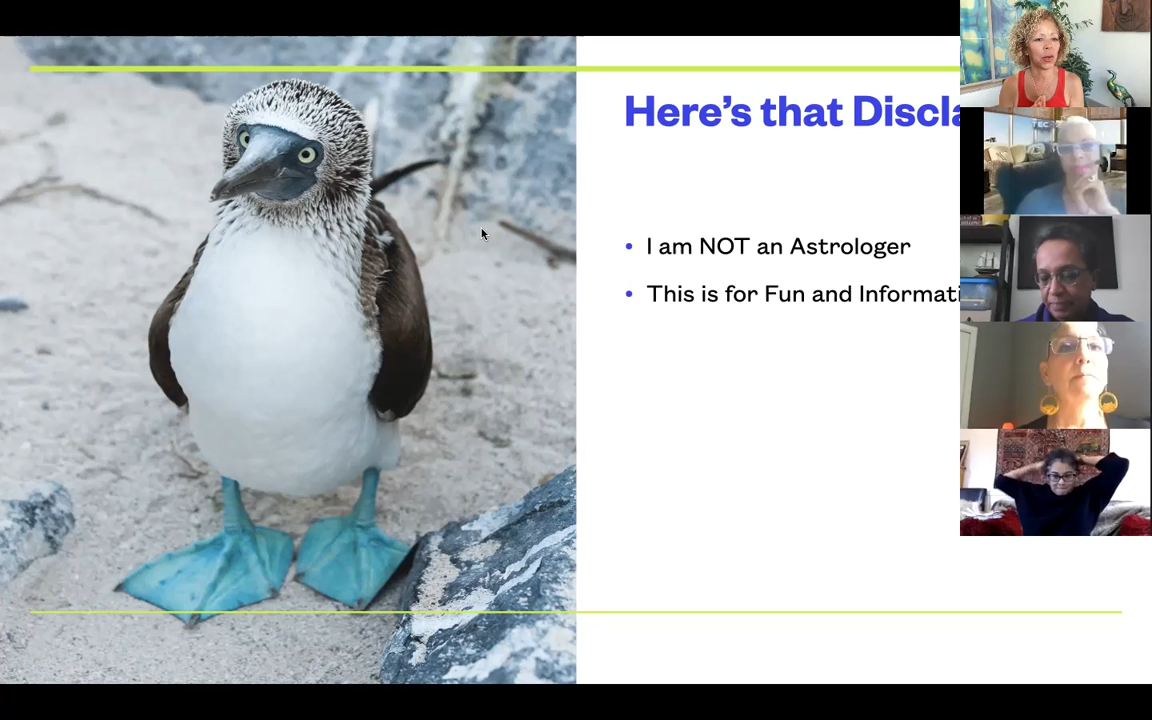 Here's that Discla
• I am NOT an Astrologer
• This is for Fun and Informati